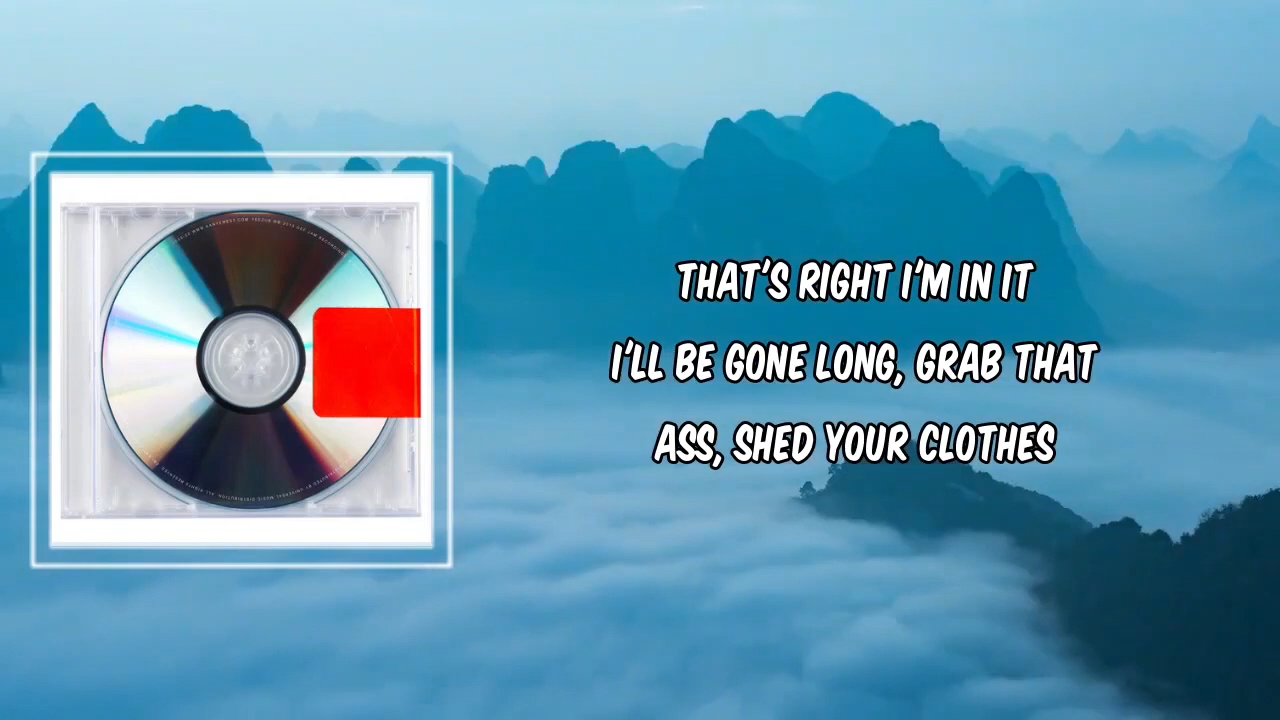 THAT'S RIGHT I'M IN IT
I'LL BE GONE LONG, GRAB THAT
ASS, SHED YOUR CLOTHES